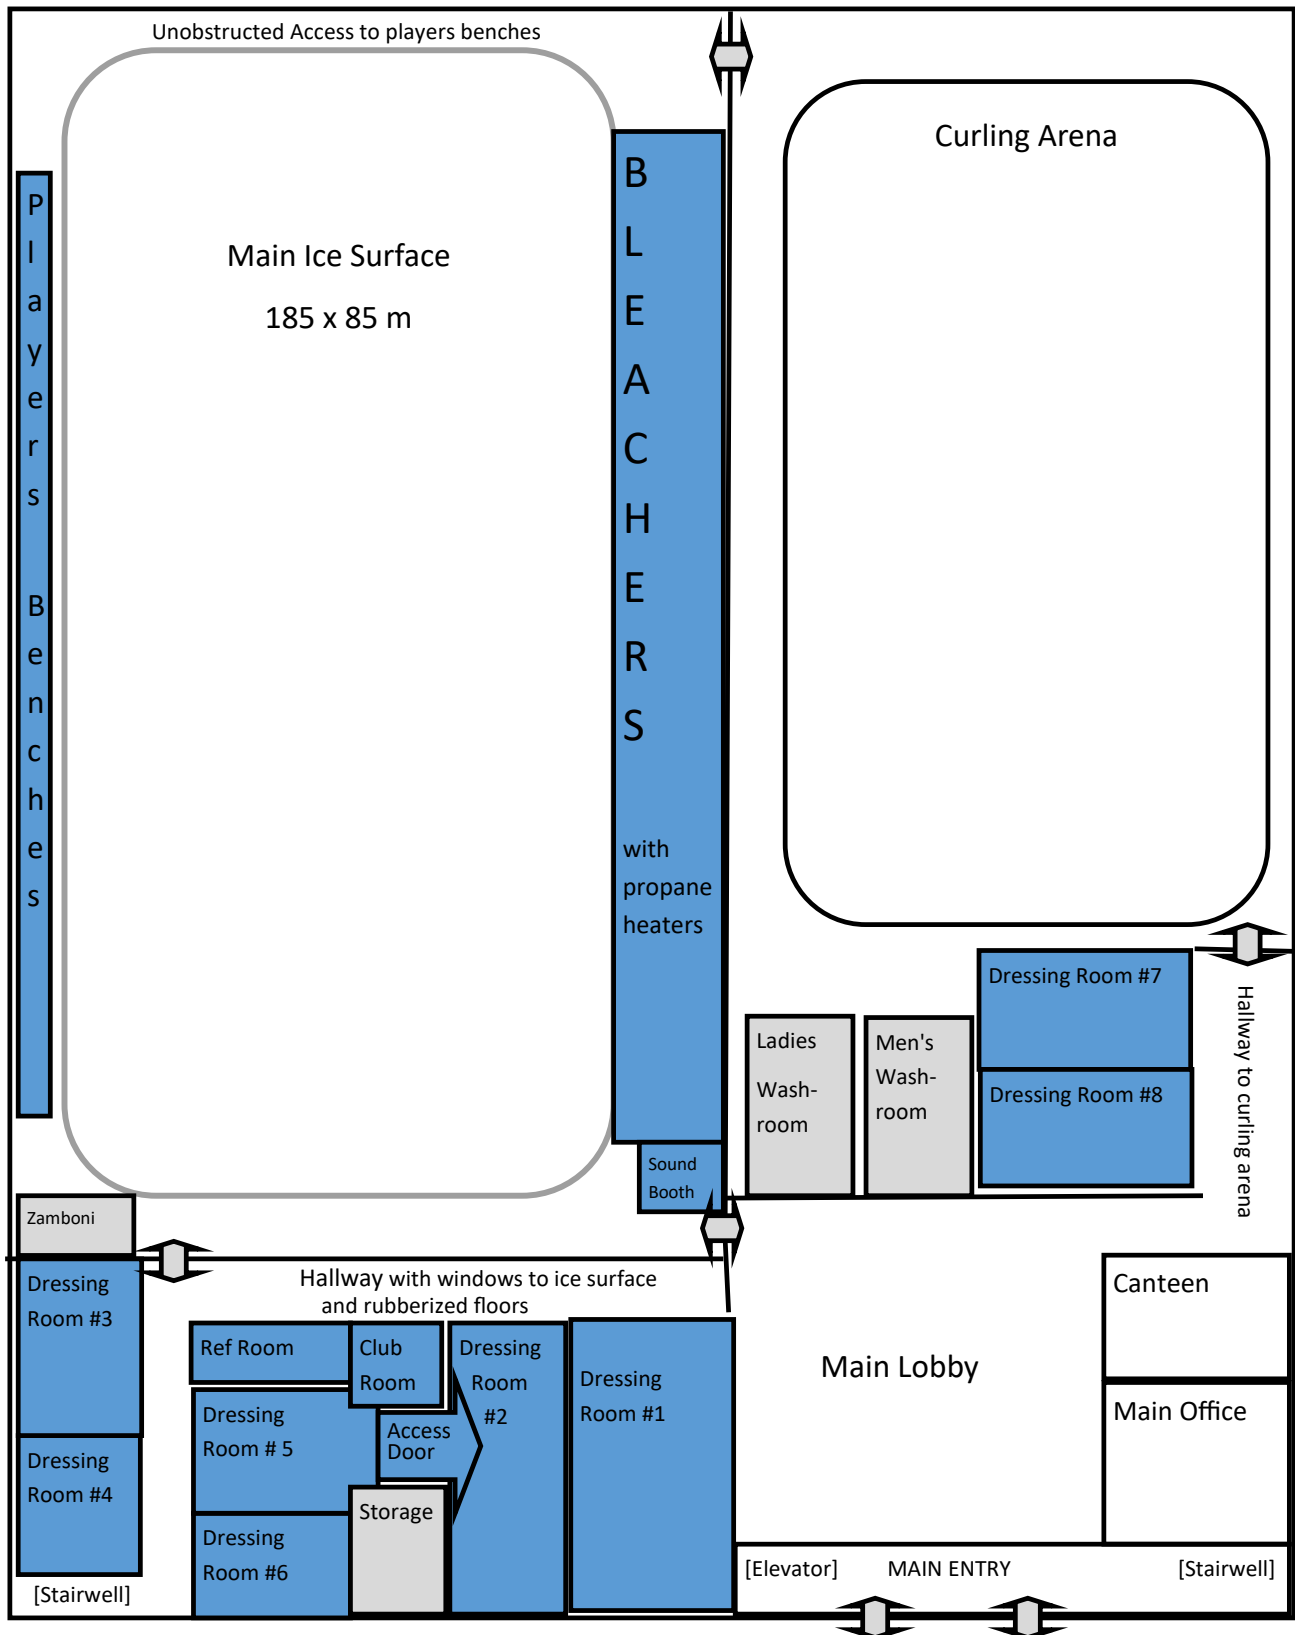 Unobstructed Access to players benches
Curling Arena
Players Benches
Main Ice Surface
185 x 85 m
BLEACHERS
with
propane
heaters
Dressing Room #7
Dressing Room #8
Ladies
Wash-
room
Men's
Wash-
room
Hallway to curling arena
Sound
Booth
Zamboni
Hallway with windows to ice surface
and rubberized floors
Dressing
Room #3
Dressing
Room #4
[Stairwell]
Ref Room
Club
Room
Dressing
Room # 5
Access
Door
Dressing
Room #6
Storage
Dressing
Room
#2
Dressing
Room #1
Main Lobby
Canteen
Main Office
[Elevator]
MAIN ENTRY
[Stairwell]